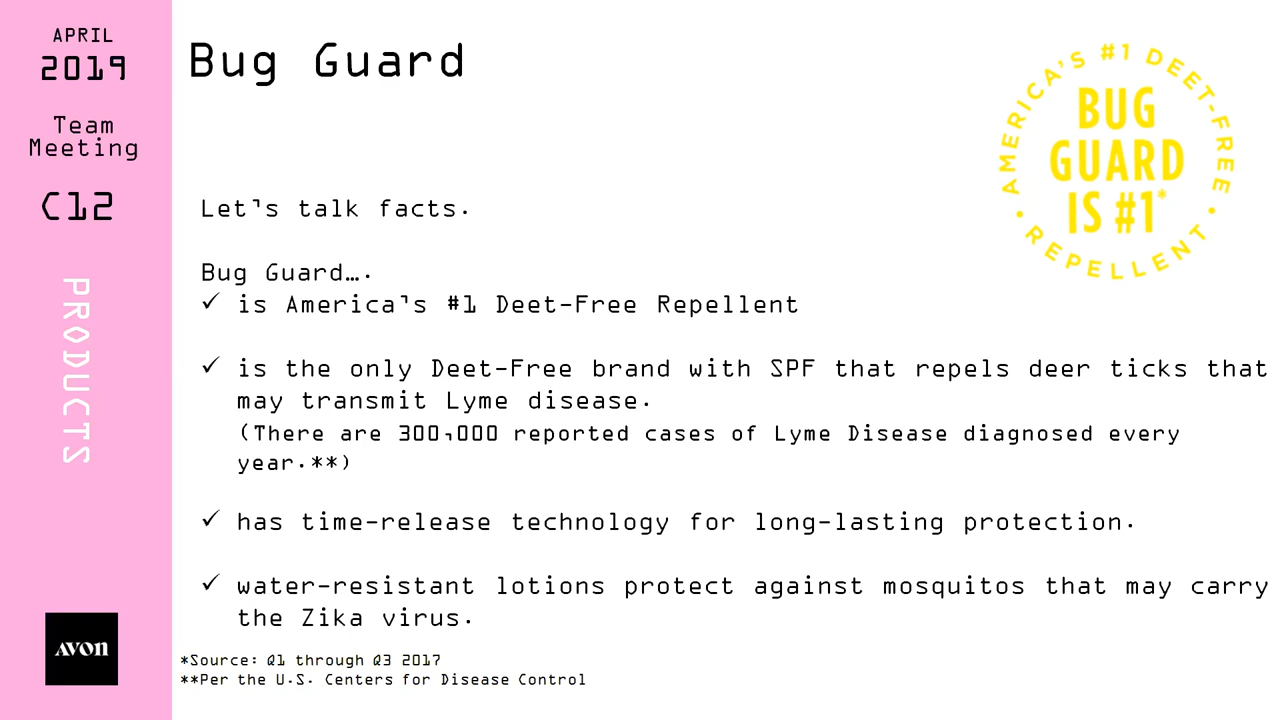 APRIL
2019
Team
Meeting
C12
PRODUCTS
AVON
Bug Guard
AMERICA'S #1 DEET-FREE
BUG
GUARD
IS #1*
• REPELLENT •
Let's talk facts.
Bug Guard….
✓ is America's #1 Deet-Free Repellent
✓ is the only Deet-Free brand with SPF that repels deer ticks that
may transmit Lyme disease.
(There are 300,000 reported cases of Lyme Disease diagnosed every
year.**)
✓ has time-release technology for long-lasting protection.
✓ water-resistant lotions protect against mosquitos that may carry
the Zika virus.
*Source: Q1 through Q3 2017
**Per the U.S. Centers for Disease Control